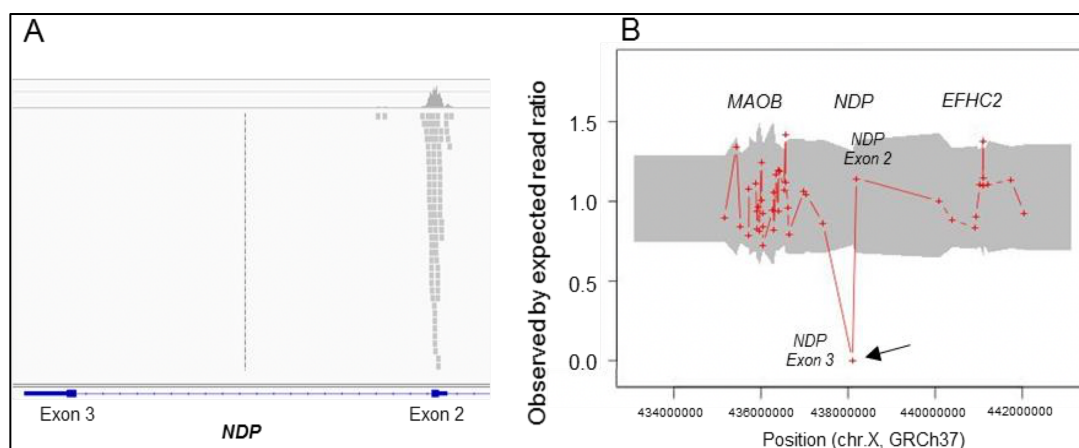 A
Exon 3
Exon 2
NDP
B
Observed by expected read ratio
MAOB
NDP
EFHC2
1.5
1.0
0.5
0.0
NDP
Exon 2
NDP
Exon 3
434000000
436000000
438000000
440000000
442000000
Position (chr.X, GRCh37)